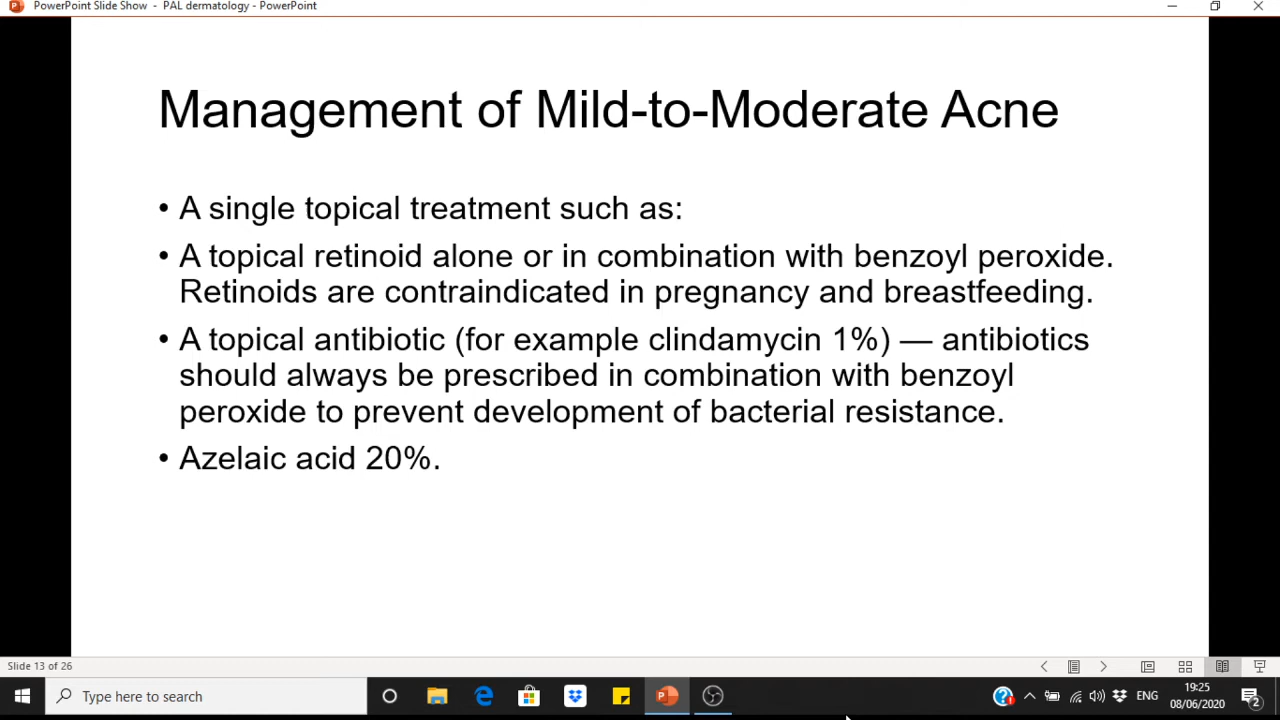 PowerPoint Slide Show - PAL dermatology - PowerPoint
Management of Mild-to-Moderate Acne
• A single topical treatment such as:
• A topical retinoid alone or in combination with benzoyl peroxide.
Retinoids are contraindicated in pregnancy and breastfeeding.
• A topical antibiotic (for example clindamycin 1%) — antibiotics
should always be prescribed in combination with benzoyl
peroxide to prevent development of bacterial resistance.
• Azelaic acid 20%.
Slide 13 of 26
Type here to search
ENG
19:25
08/06/2020
2